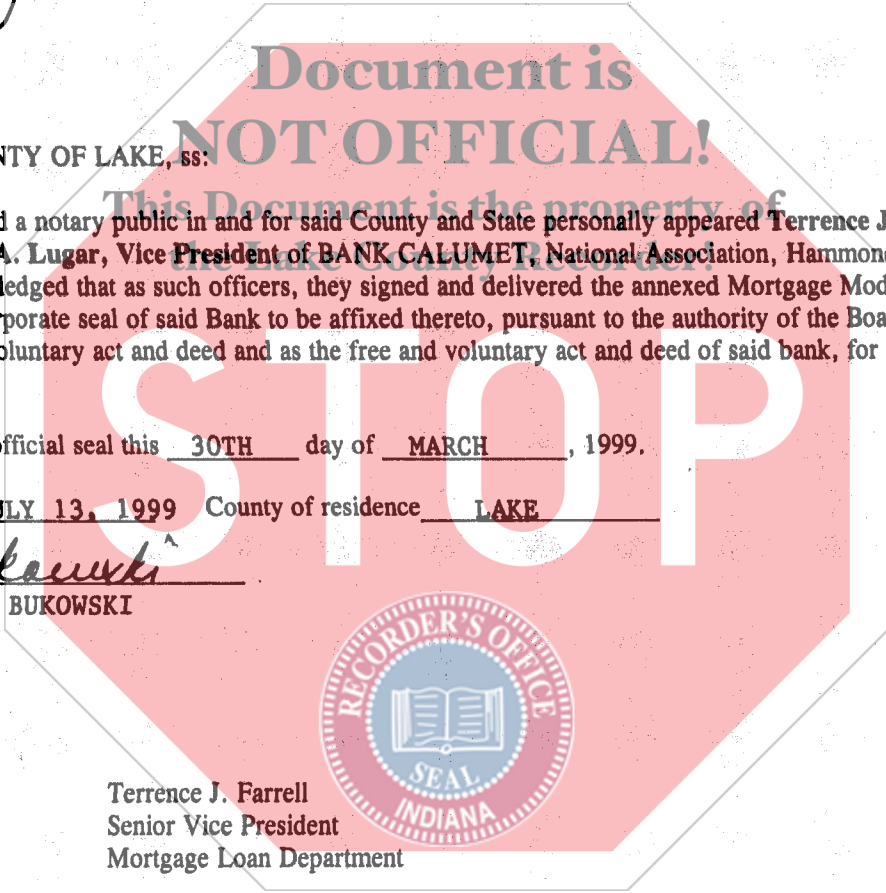 Document is
NOT OFFICIAL!
This Document is the property of
the Lake County Recorder!
STOP
NTY OF LAKE, ss:
d a notary public in and for said County and State personally appeared Terrence J
A. Lugar, Vice President of BANK CALUMET, National Association, Hammond
ledged that as such officers, they signed and delivered the annexed Mortgage Mod
rporate seal of said Bank to be affixed thereto, pursuant to the authority of the Boa
oluntary act and deed and as the free and voluntary act and deed of said bank, for
fficial seal this 30TH day of MARCH, 1999.
LY 13, 1999 County of residence LAKE
BUKOWSKI
RECORDER'S OFFICE
SEAL
INDIANA
Terrence J. Farrell
Senior Vice President
Mortgage Loan Department